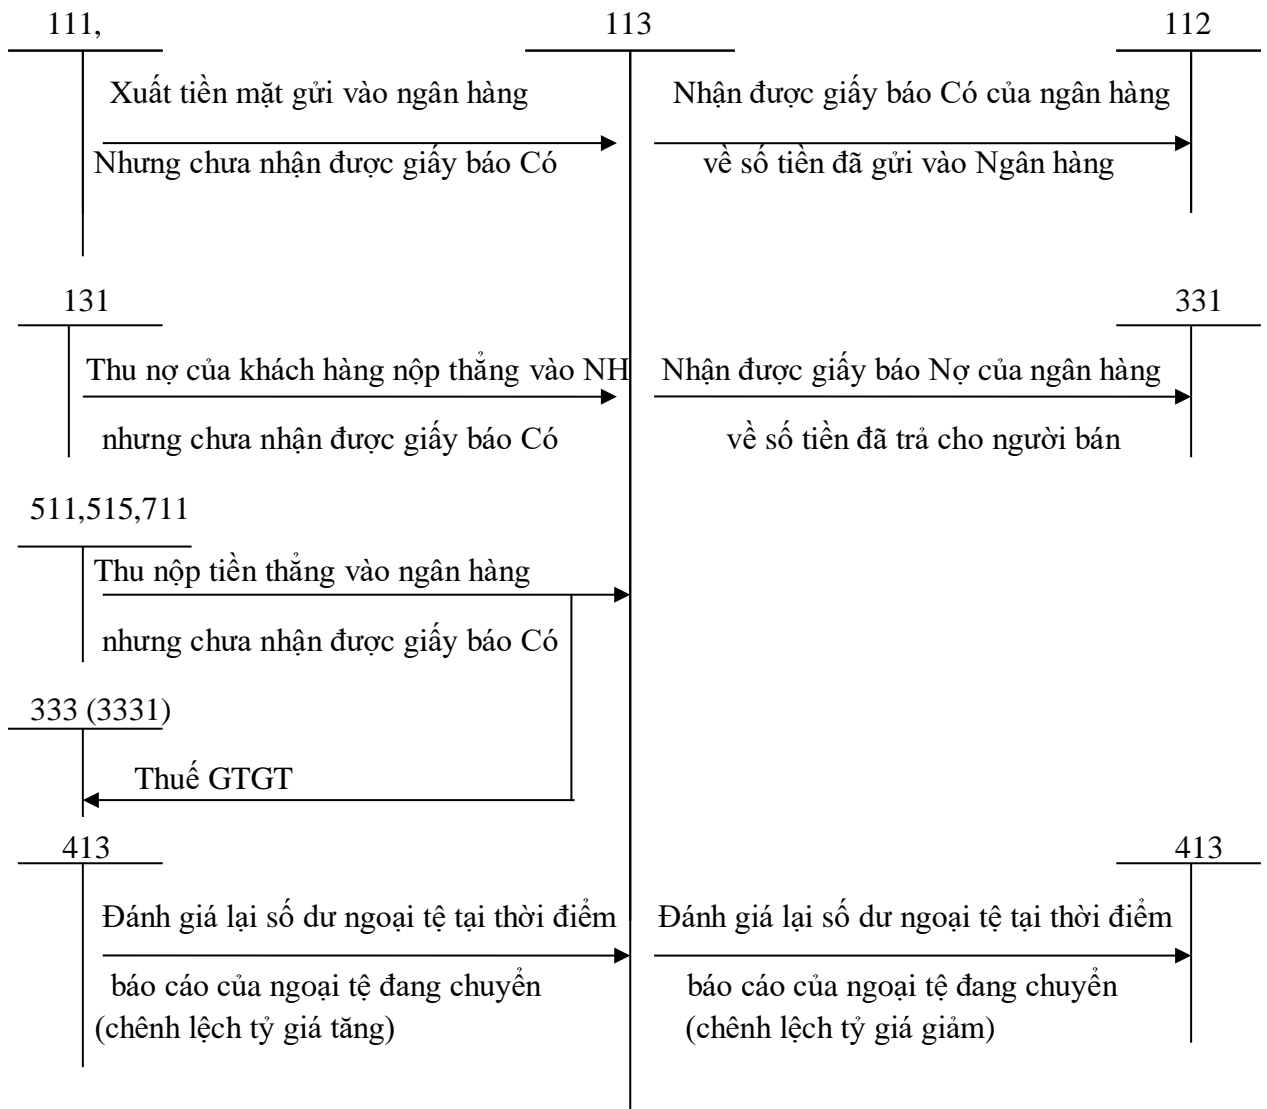 111,
113
112
Xuất tiền mặt gửi vào ngân hàng
Nhưng chưa nhận được giấy báo Có
Nhận được giấy báo Có của ngân hàng
về số tiền đã gửi vào Ngân hàng
131
331
Thu nợ của khách hàng nộp thẳng vào NH
nhưng chưa nhận được giấy báo Có
Nhận được giấy báo Nợ của ngân hàng
về số tiền đã trả cho người bán
511,515,711
Thu nộp tiền thẳng vào ngân hàng
nhưng chưa nhận được giấy báo Có
333 (3331)
Thuế GTGT
413
413
Đánh giá lại số dư ngoại tệ tại thời điểm
báo cáo của ngoại tệ đang chuyển
(chênh lệch tỷ giá tăng)
Đánh giá lại số dư ngoại tệ tại thời điểm
báo cáo của ngoại tệ đang chuyển
(chênh lệch tỷ giá giảm)